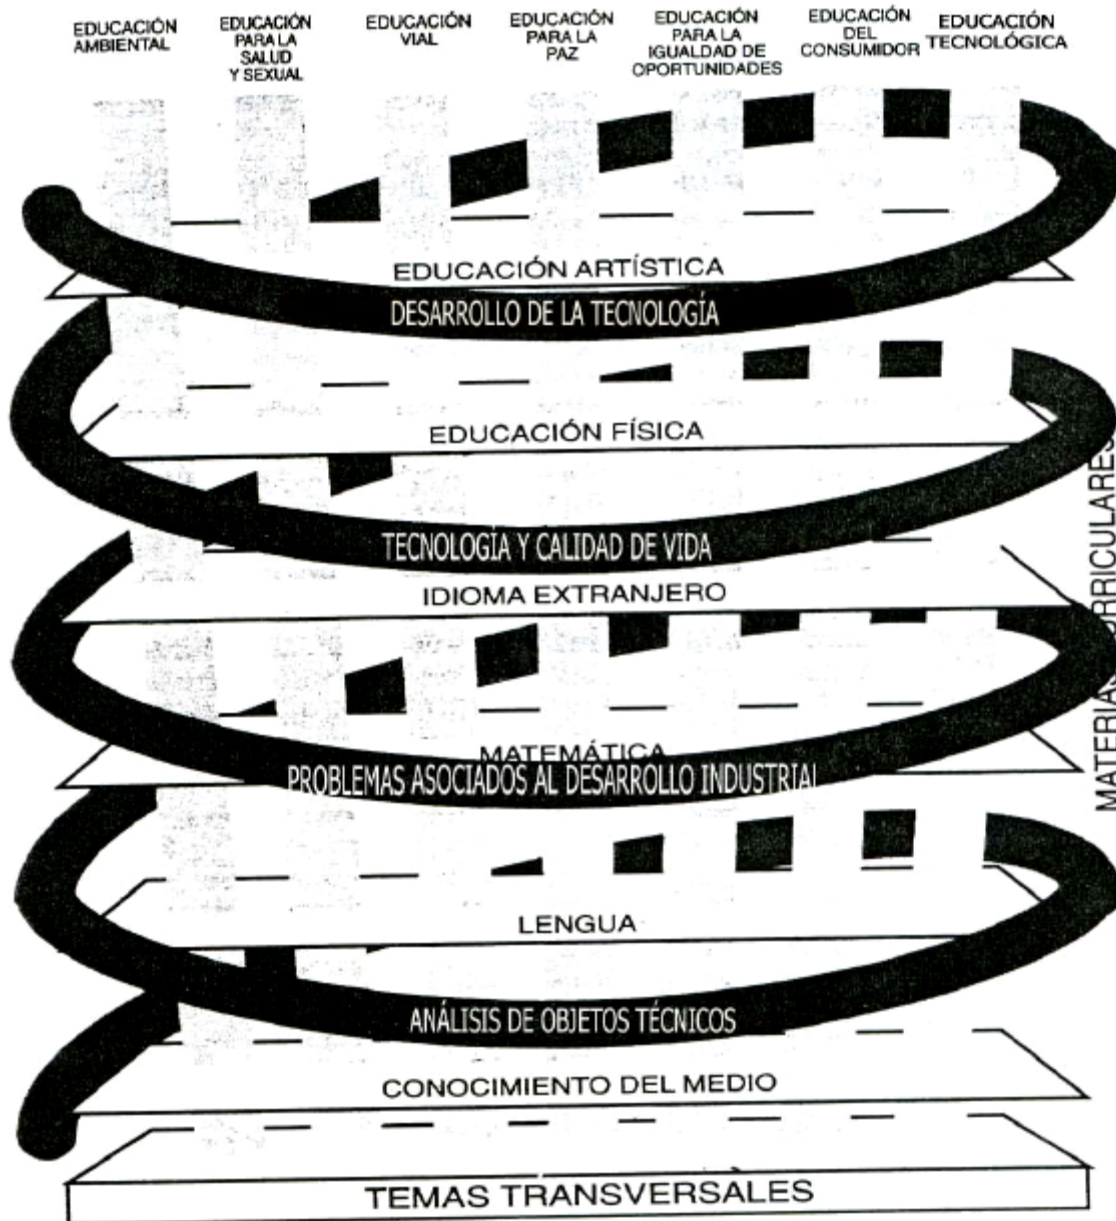 EDUCACIÓN
AMBIENTAL
EDUCACIÓN
PARA LA
SALUD
Y SEXUAL
EDUCACIÓN
VIAL
EDUCACIÓN
PARA LA
PAZ
EDUCACIÓN
PARA LA
IGUALDAD DE
OPORTUNIDADES
EDUCACIÓN
DEL
CONSUMIDOR
EDUCACIÓN
TECNOLÓGICA
EDUCACIÓN ARTÍSTICA
DESARROLLO DE LA TECNOLOGÍA
EDUCACIÓN FÍSICA
TECNOLOGÍA Y CALIDAD DE VIDA
IDIOMA EXTRANJERO
MATEMÁTICA
PROBLEMAS ASOCIADOS AL DESARROLLO INDUSTRIAL
LENGUA
ANÁLISIS DE OBJETOS TÉCNICOS
CONOCIMIENTO DEL MEDIO
TEMAS TRANSVERSALES
MATERIAS